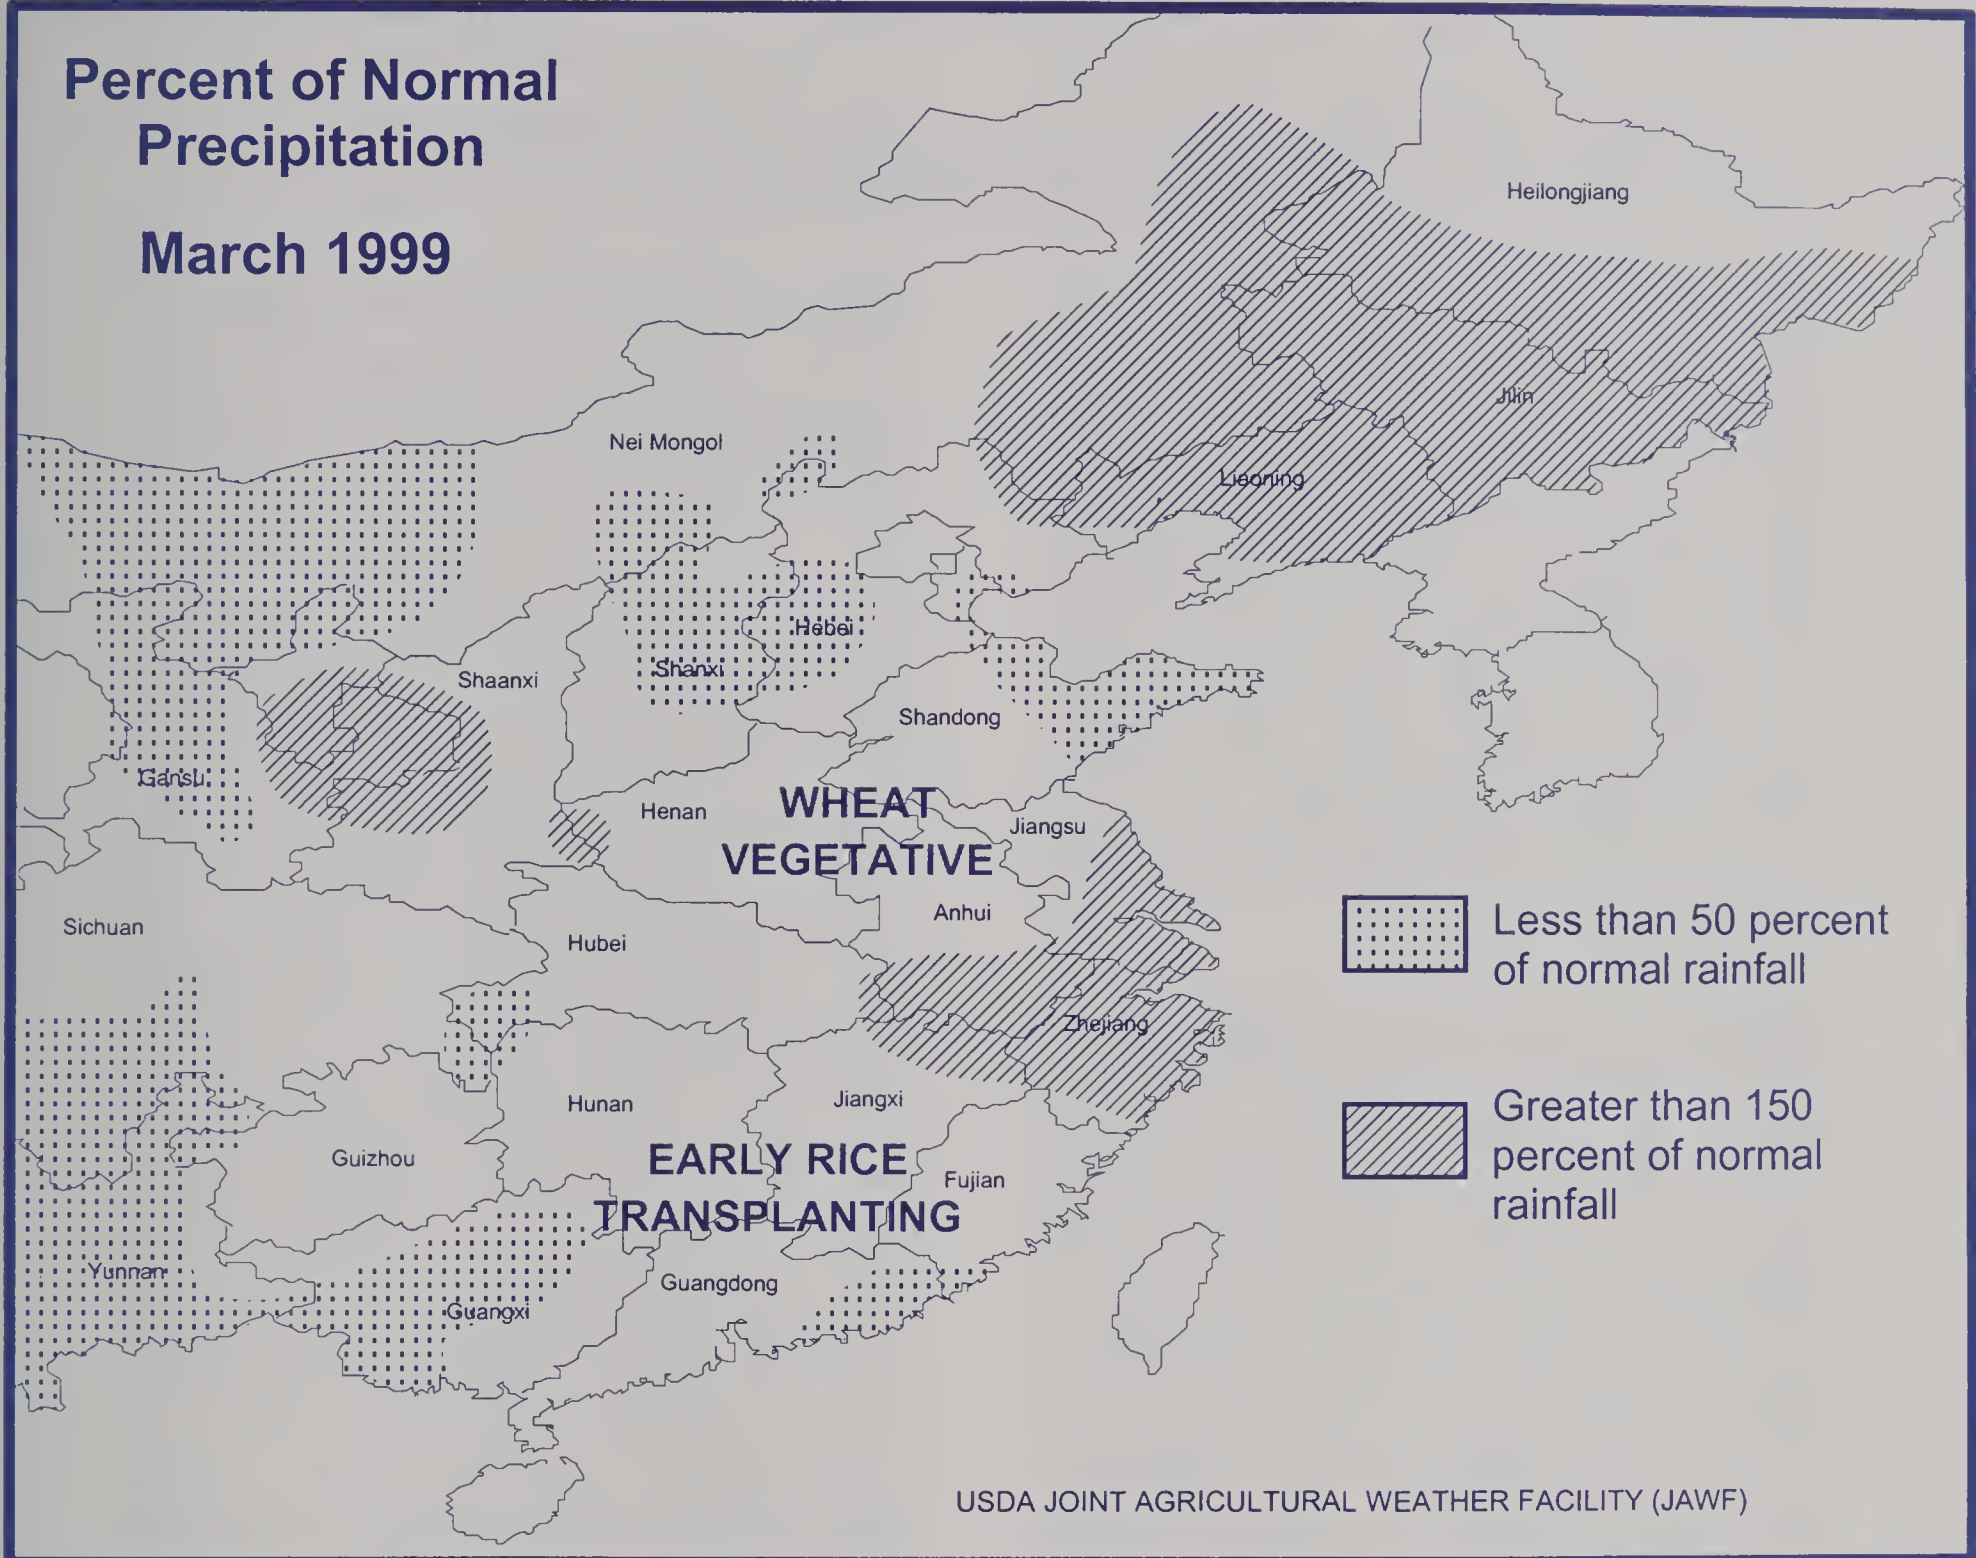 Percent of Normal
Precipitation
March 1999
Heilongjiang
Jilin
Nei Mongol
Liaoning
Hebei
Shanxi
Shaanxi
Shandong
Gansu
WHEAT
VEGETATIVE
Henan
Jiangsu
Anhui
Sichuan
Hubei
Less than 50 percent
of normal rainfall
Zhejiang
Hunan
Jiangxi
Greater than 150
percent of normal
rainfall
Guizhou
EARLY RICE
TRANSPLANTING
Fujian
Yunnan
Guangdong
Guangxi
USDA JOINT AGRICULTURAL WEATHER FACILITY (JAWF)